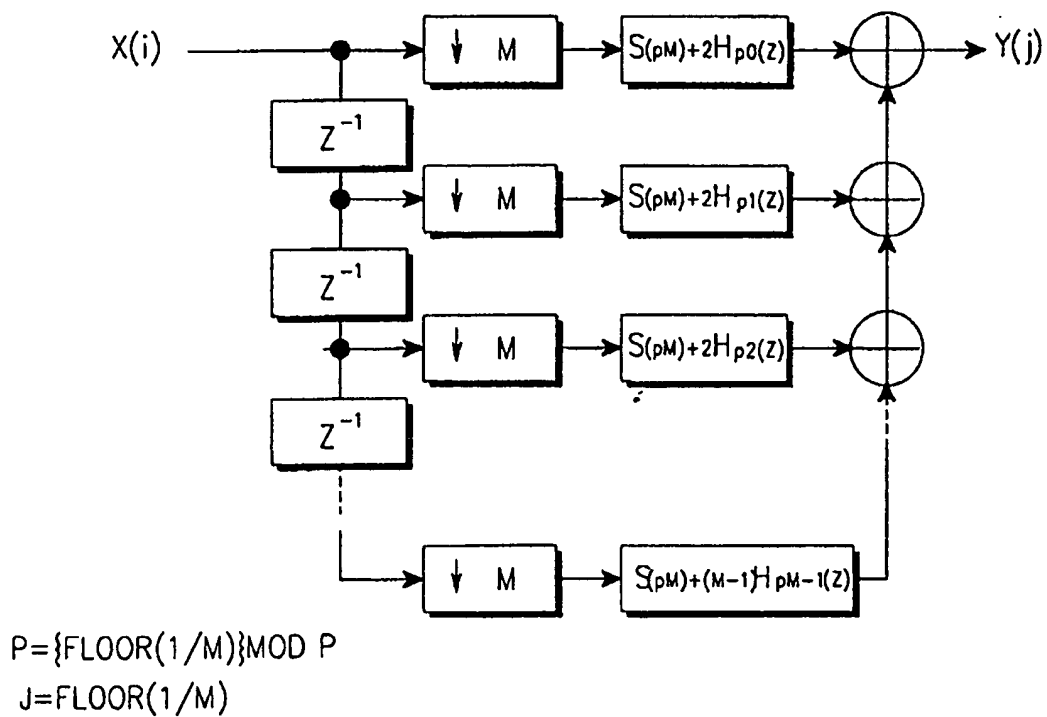 X(i) ↓ M S(pM)+2Hp0(Z) Y(j)
Z⁻¹
↓ M S(pM)+2Hp1(Z)
Z⁻¹
↓ M S(pM)+2Hp2(Z)
Z⁻¹
↓ M S(pM)+(M-1)HpM-1(Z)
P={FLOOR(1/M)}MOD P
J=FLOOR(1/M)